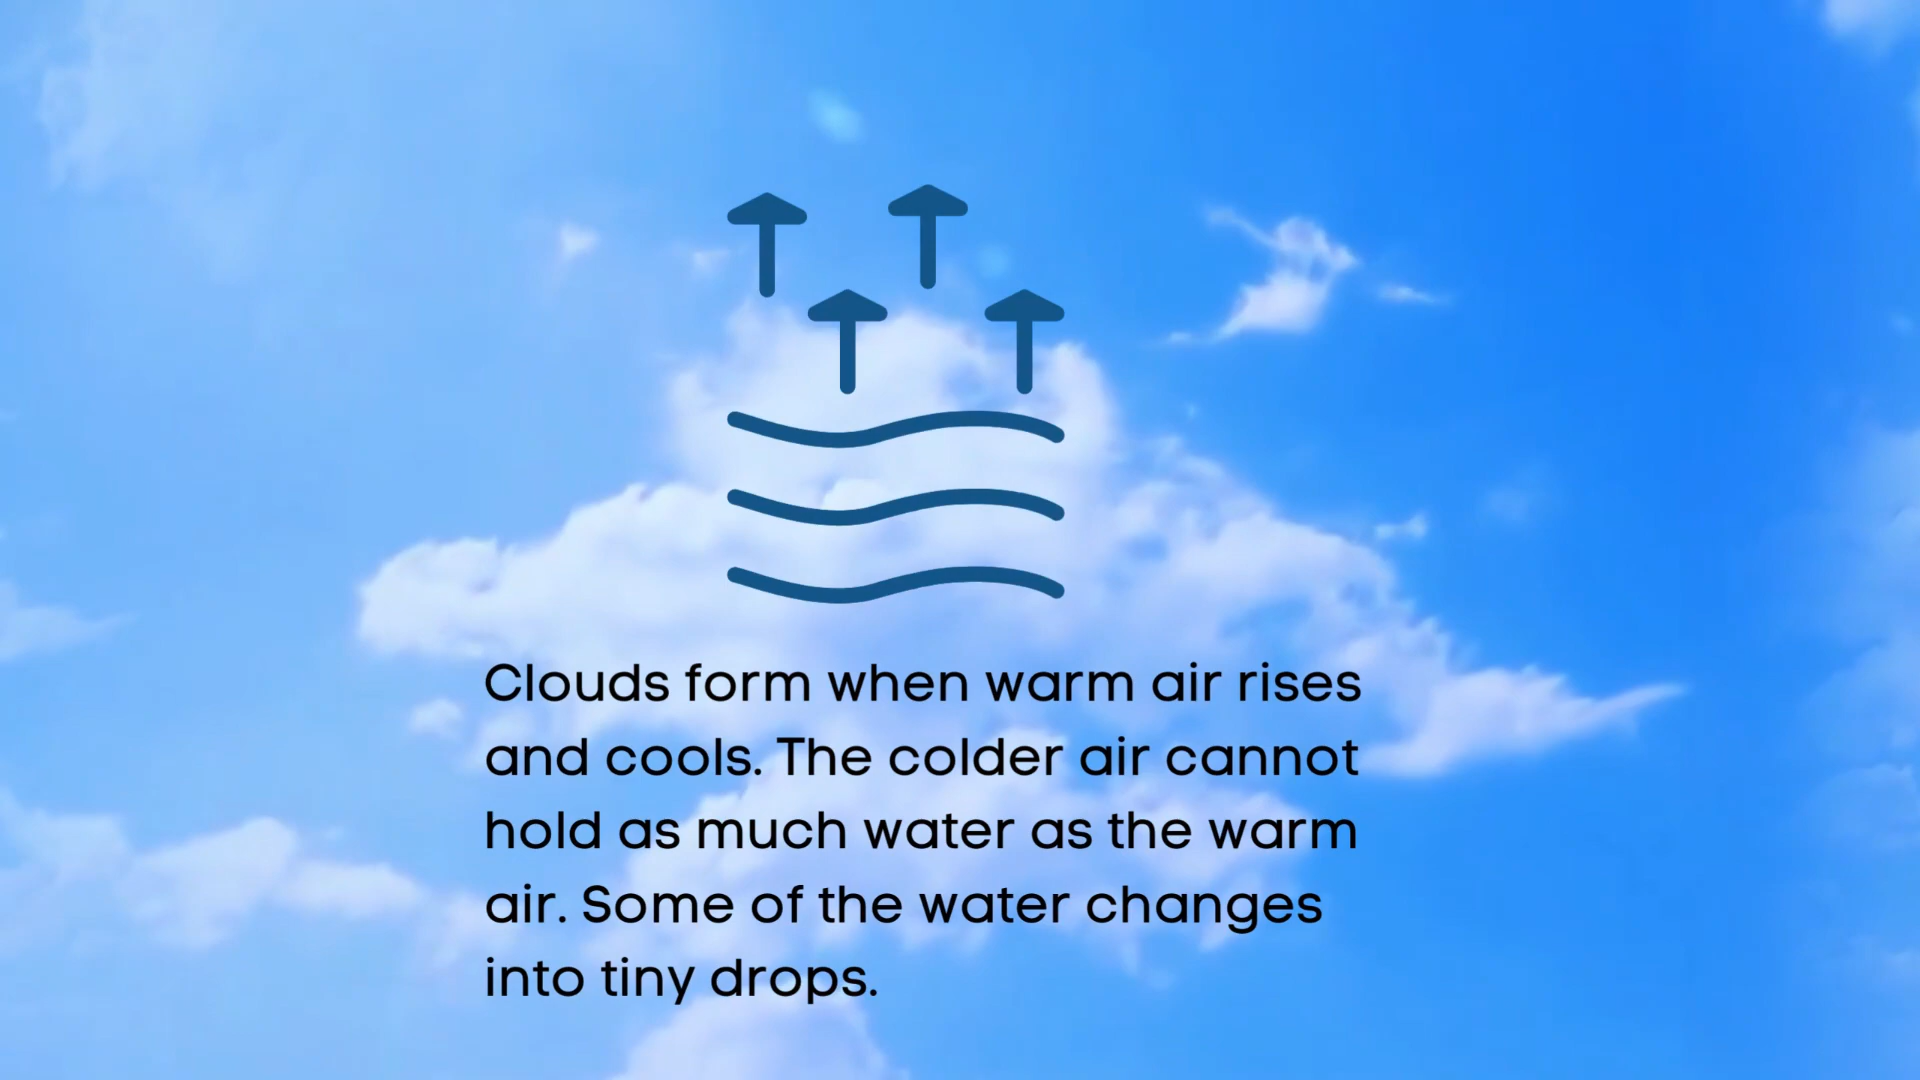 Clouds form when warm air rises
and cools. The colder air cannot
hold as much water as the warm
air. Some of the water changes
into tiny drops.